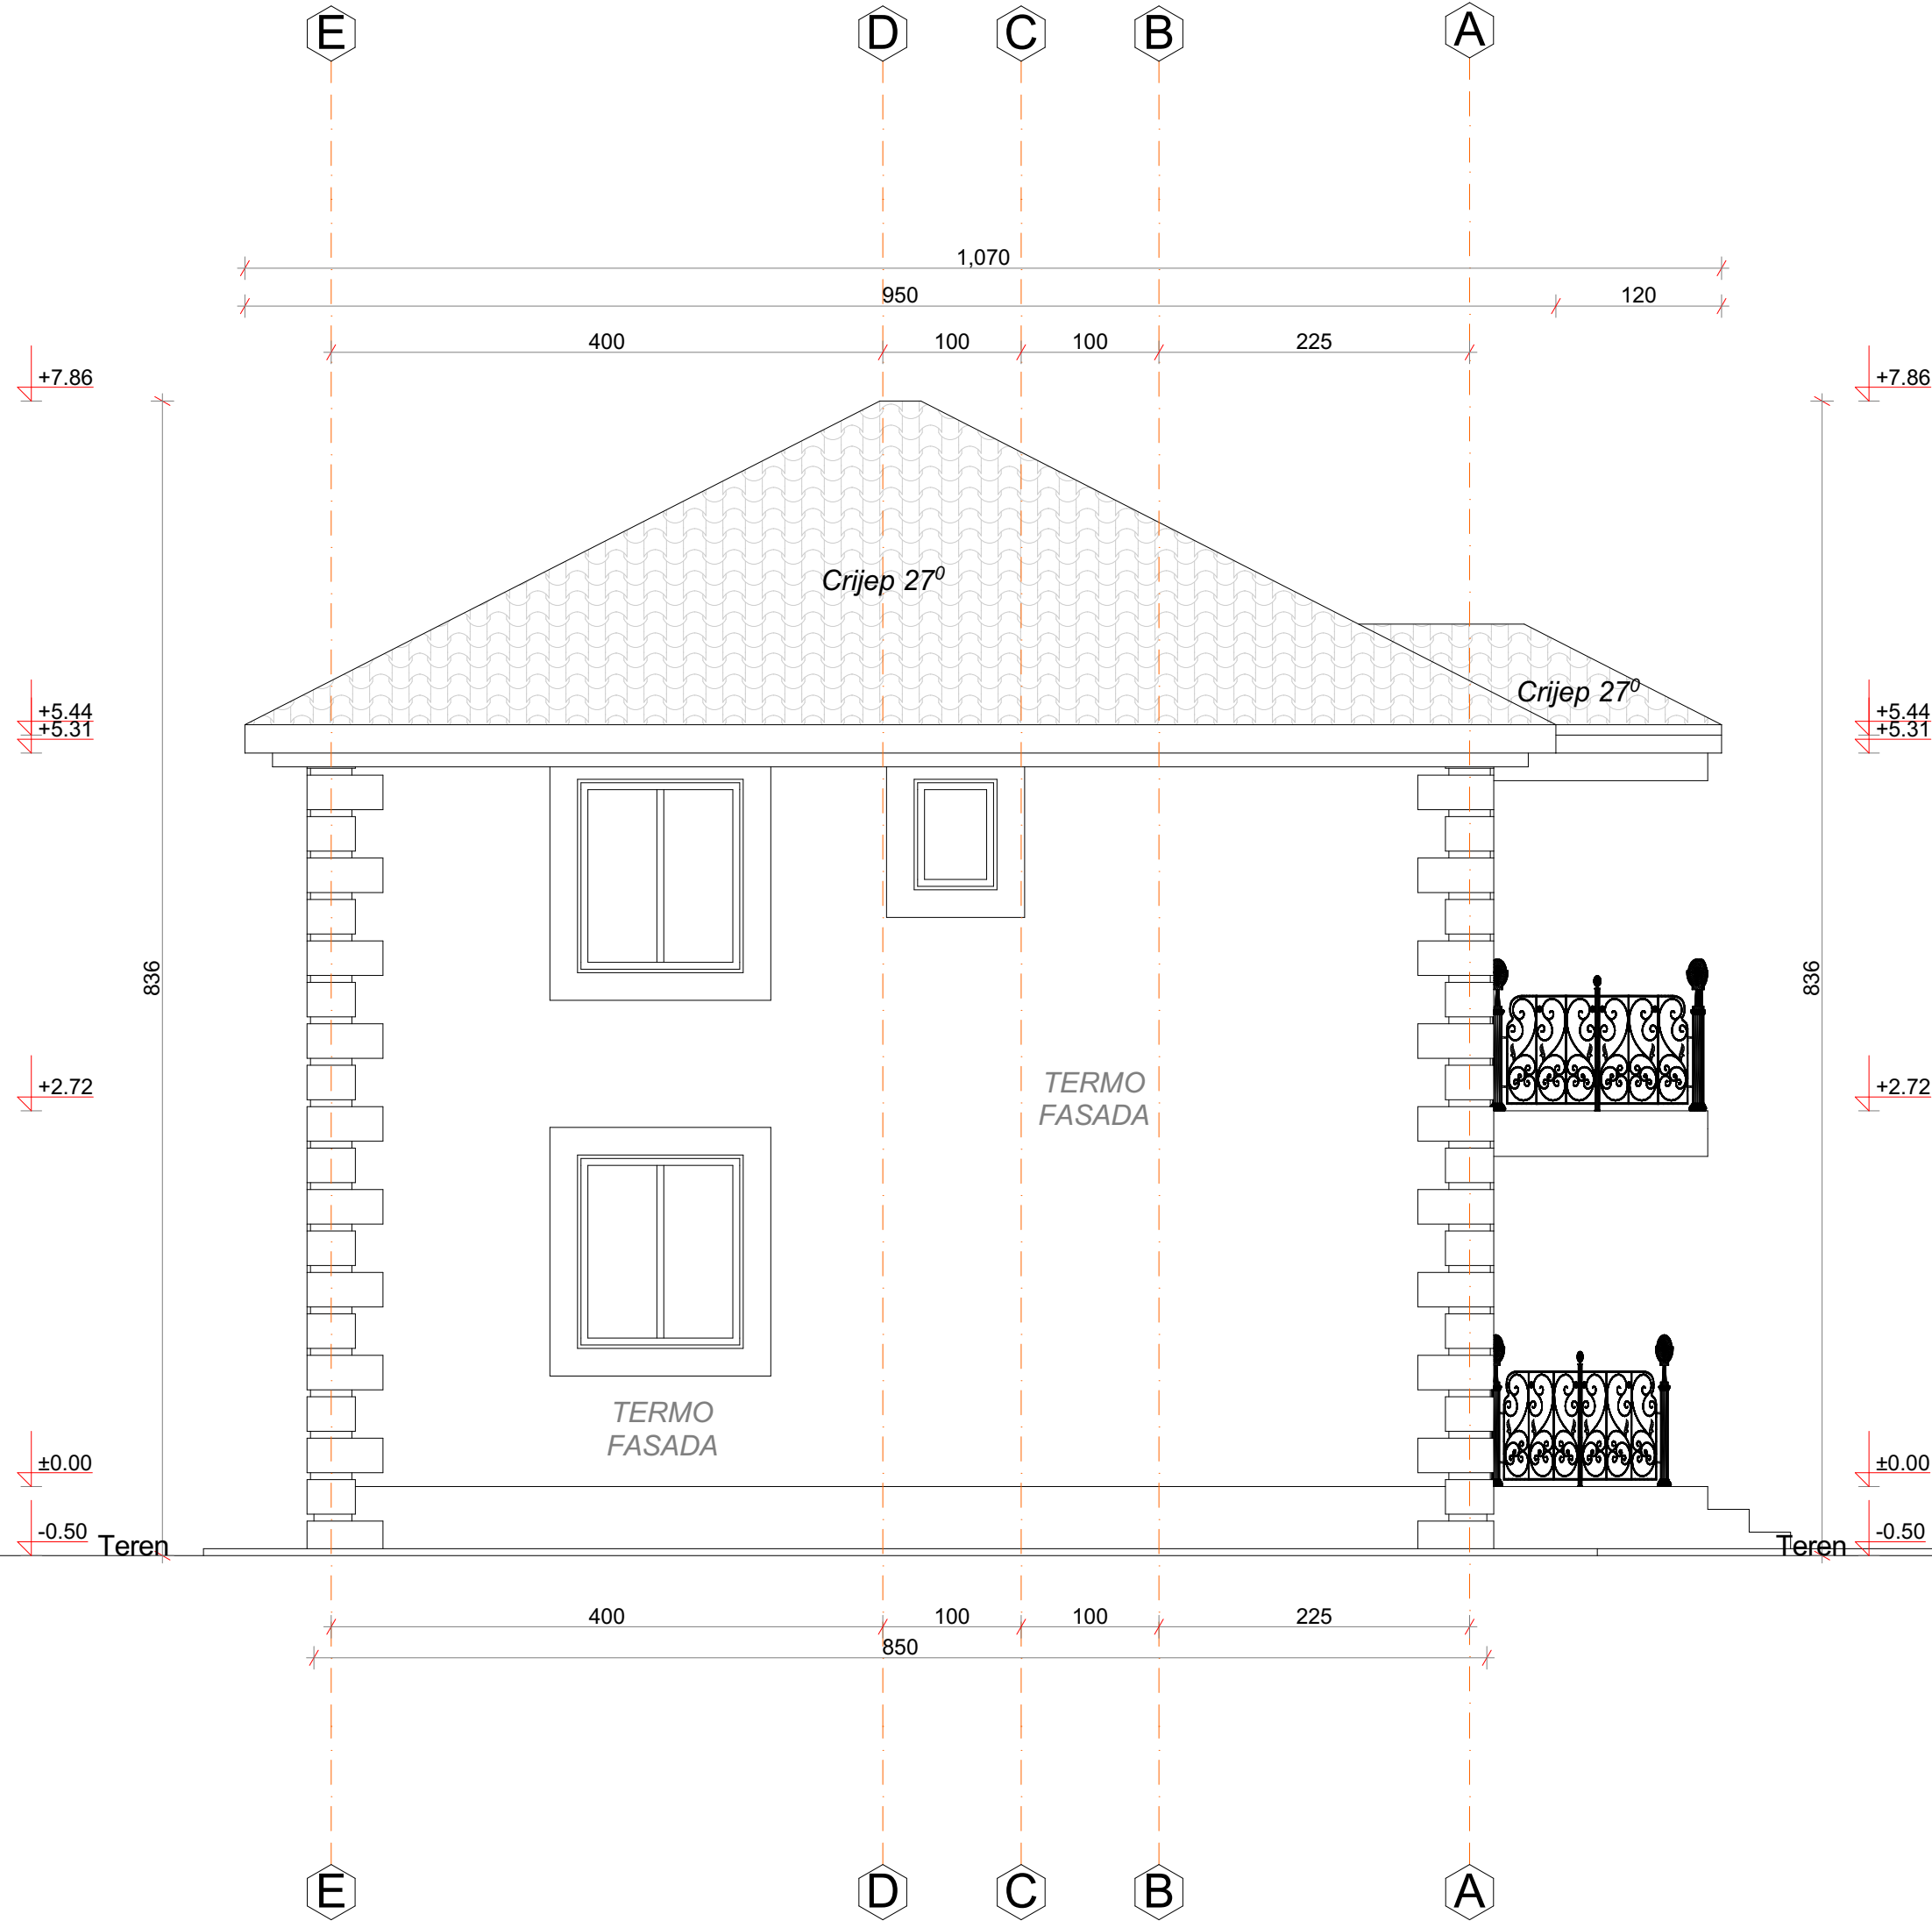 E D C B A
1,070
950 120
400 100 100 225
+7.86 +7.86
Crijep 27⁰
Crijep 27⁰
+5.44 +5.44
+5.31 +5.31
836 836
TERMO
FASADA
+2.72 +2.72
TERMO
FASADA
±0.00 ±0.00
-0.50 -0.50
Teren Teren
400 100 100 225
850
E D C B A